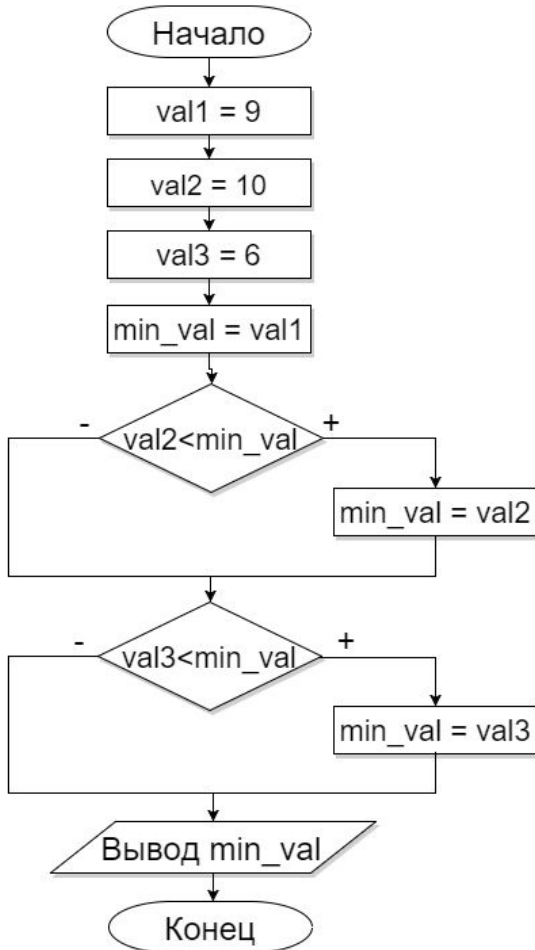 Начало
val1 = 9
val2 = 10
val3 = 6
min_val = val1
- val2<min_val +
min_val = val2
- val3<min_val +
min_val = val3
Вывод min_val
Конец